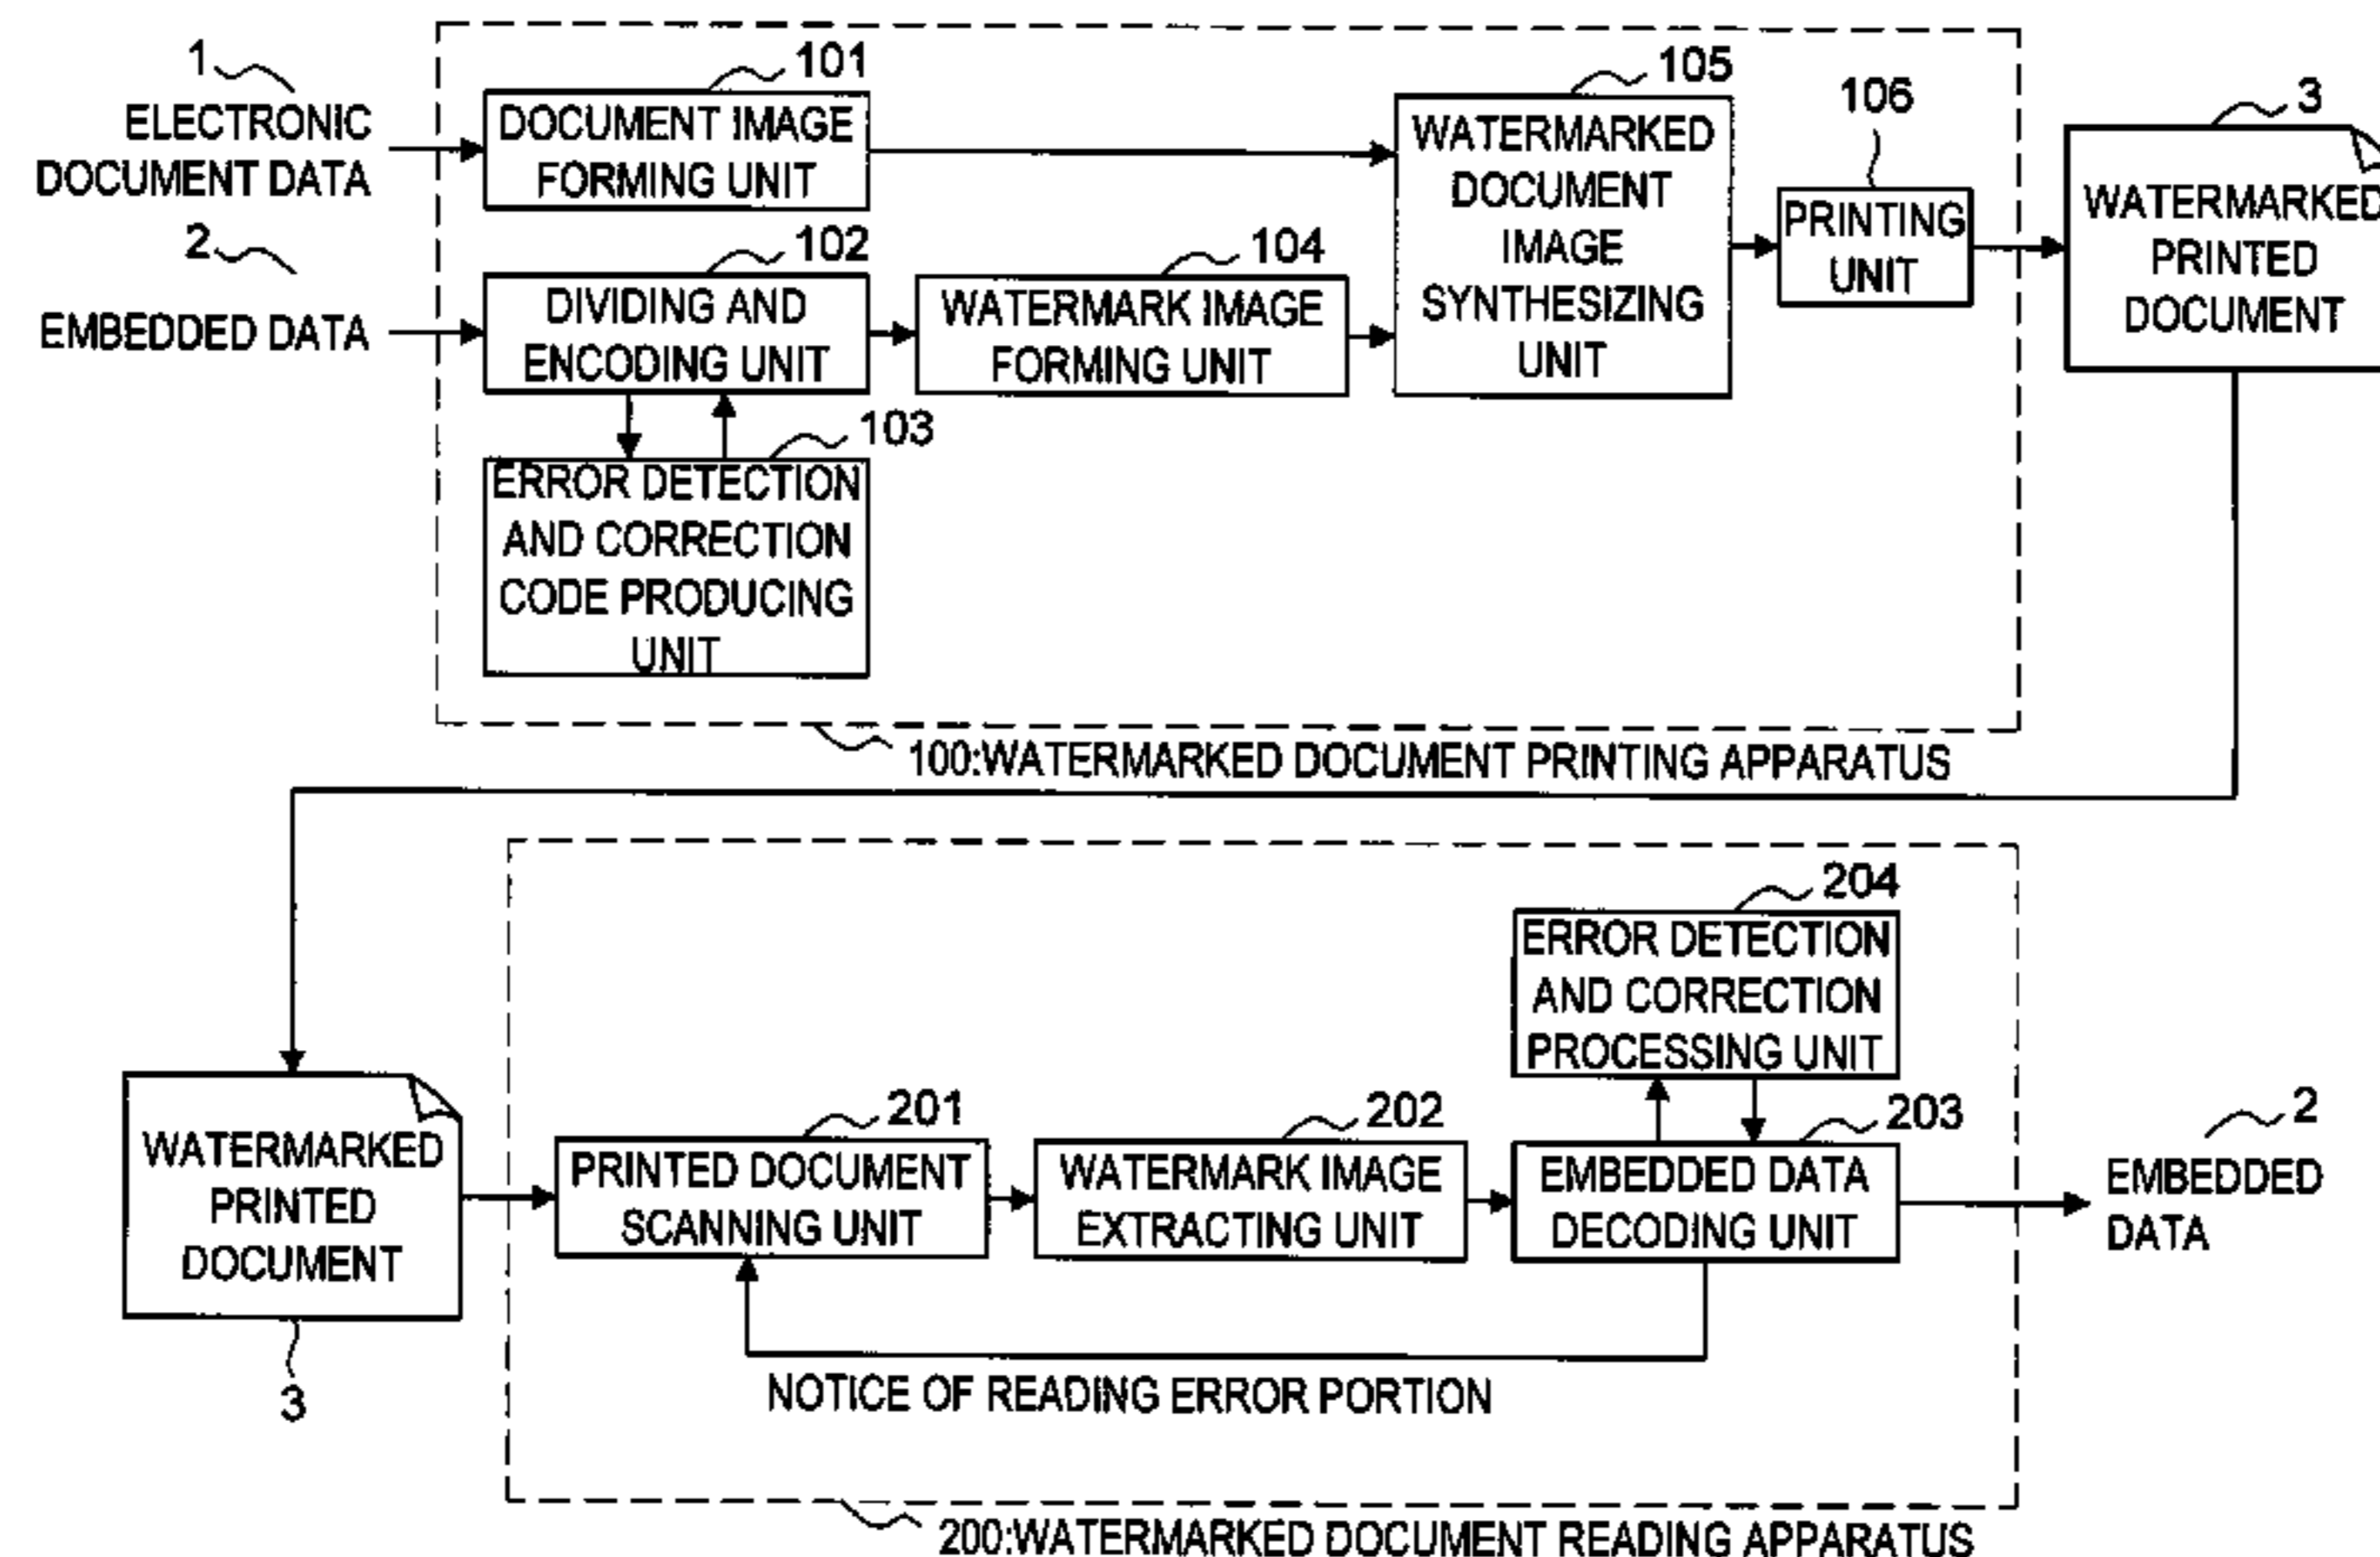 1
ELECTRONIC
DOCUMENT DATA
2
EMBEDDED DATA
101
DOCUMENT IMAGE
FORMING UNIT
102
DIVIDING AND
ENCODING UNIT
103
ERROR DETECTION
AND CORRECTION
CODE PRODUCING
UNIT
104
WATERMARK IMAGE
FORMING UNIT
105
WATERMARKED
DOCUMENT
IMAGE
SYNTHESIZING
UNIT
106
PRINTING
UNIT
3
WATERMARKED
PRINTED
DOCUMENT
100:WATERMARKED DOCUMENT PRINTING APPARATUS
WATERMARKED
PRINTED
DOCUMENT
3
201
PRINTED DOCUMENT
SCANNING UNIT
202
WATERMARK IMAGE
EXTRACTING UNIT
204
ERROR DETECTION
AND CORRECTION
PROCESSING UNIT
203
EMBEDDED DATA
DECODING UNIT
2
EMBEDDED
DATA
NOTICE OF READING ERROR PORTION
200:WATERMARKED DOCUMENT READING APPARATUS